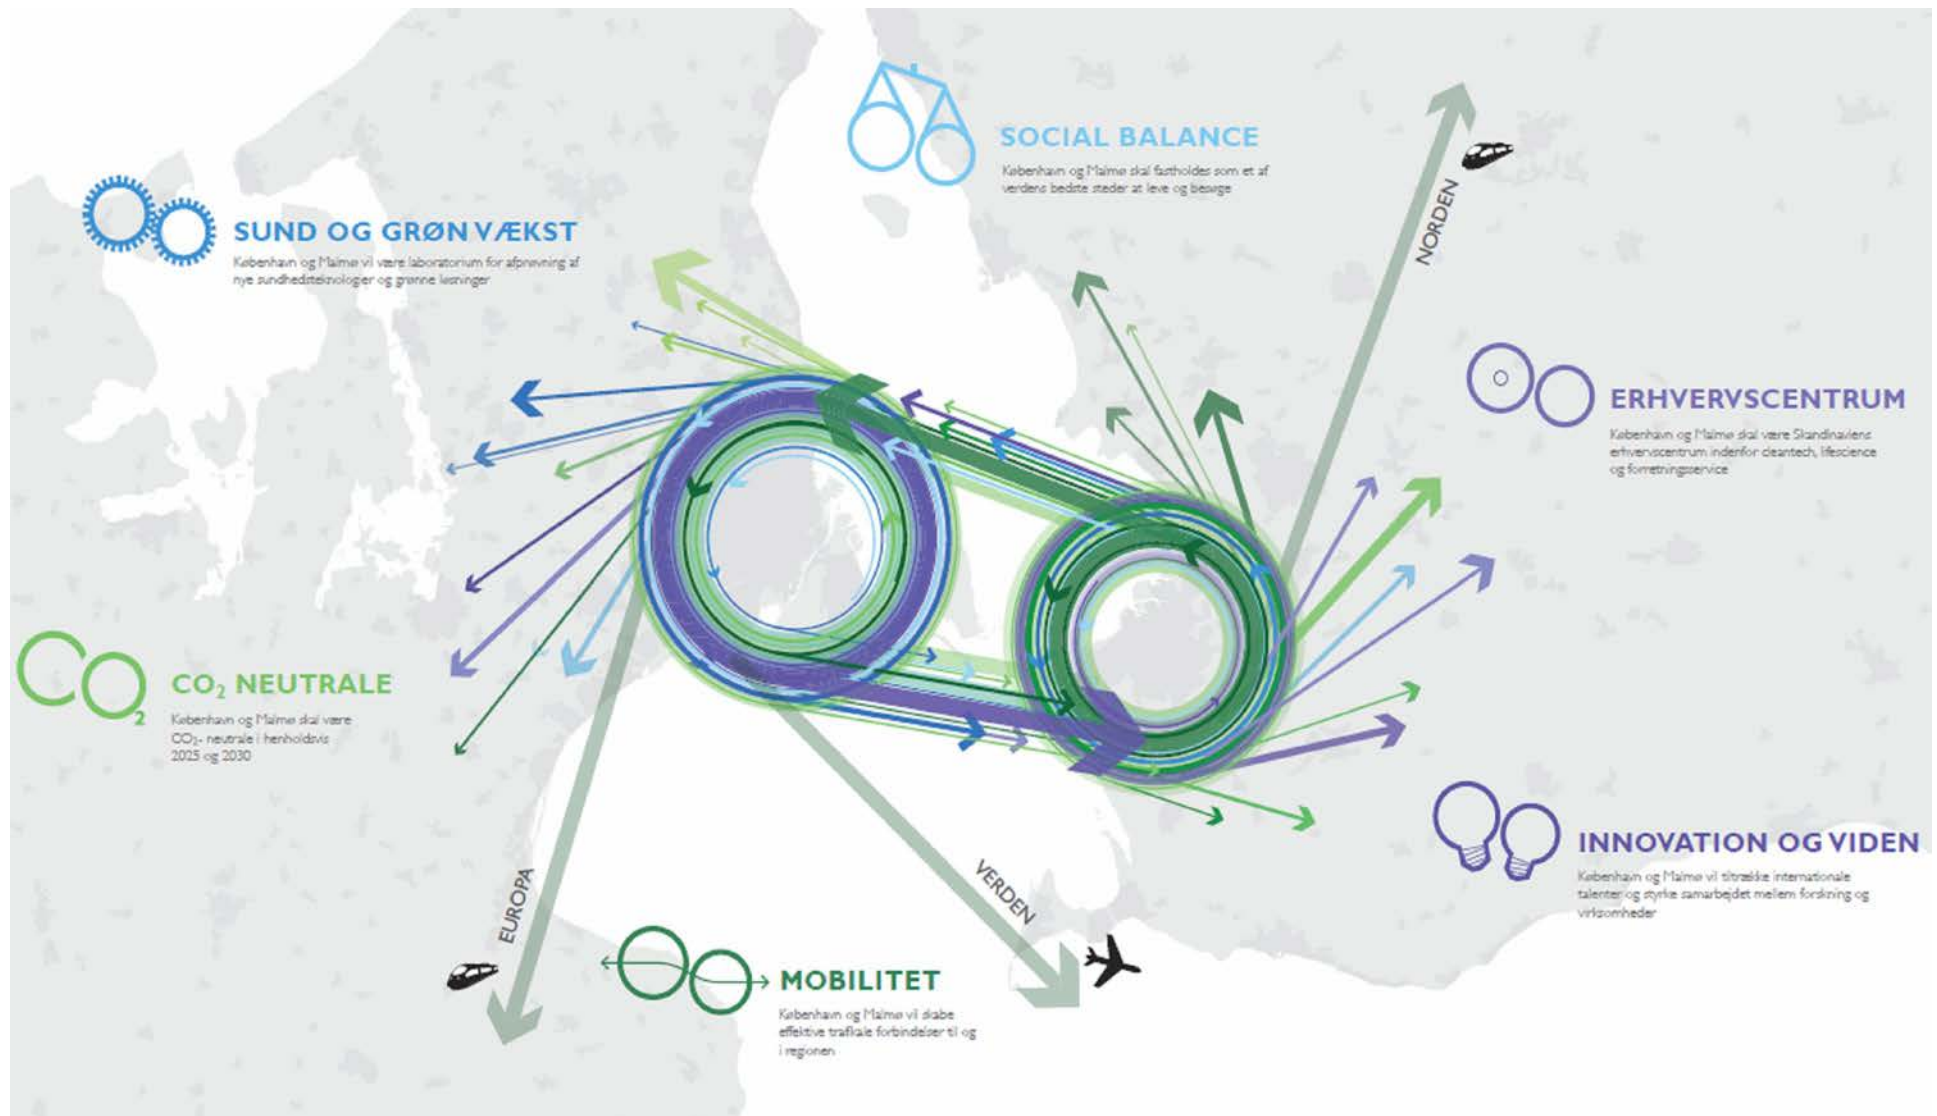 SOCIAL BALANCE
København og Malmø skal fastholdes som et af
verdens bedste steder at leve og besøge
SUND OG GRØN VÆKST
København og Malmø vil være laboratorium for afprøvning af
nye sundhedsteknologier og grønne løsninger
NORDEN
ERHVERVSCENTRUM
København og Malmø skal være Skandinaviens
erhvervscentrum indenfor cleantech, lifescience
og forretningsservice
CO₂ NEUTRALE
København og Malmø skal være
CO₂- neutrale i henholdsvis
2025 og 2030
CO2
INNOVATION OG VIDEN
København og Malmø vil tiltrække internationale
talenter og styrke samarbejdet mellem forskning og
virksomheder
EUROPA
VERDEN
MOBILITET
København og Malmø vil skabe
effektive trafikale forbindelser til og
i regionen